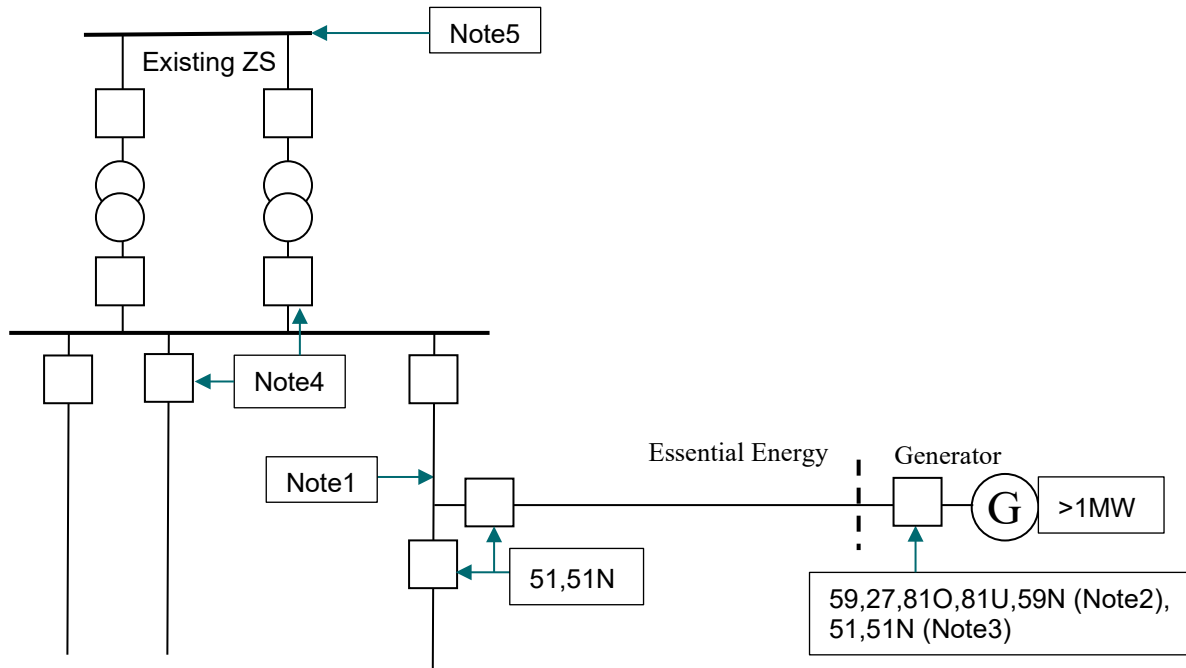 Note5
Existing ZS
Note4
Essential Energy
Generator
Note1
G
>1MW
51,51N
59,27,81O,81U,59N (Note2),
51,51N (Note3)